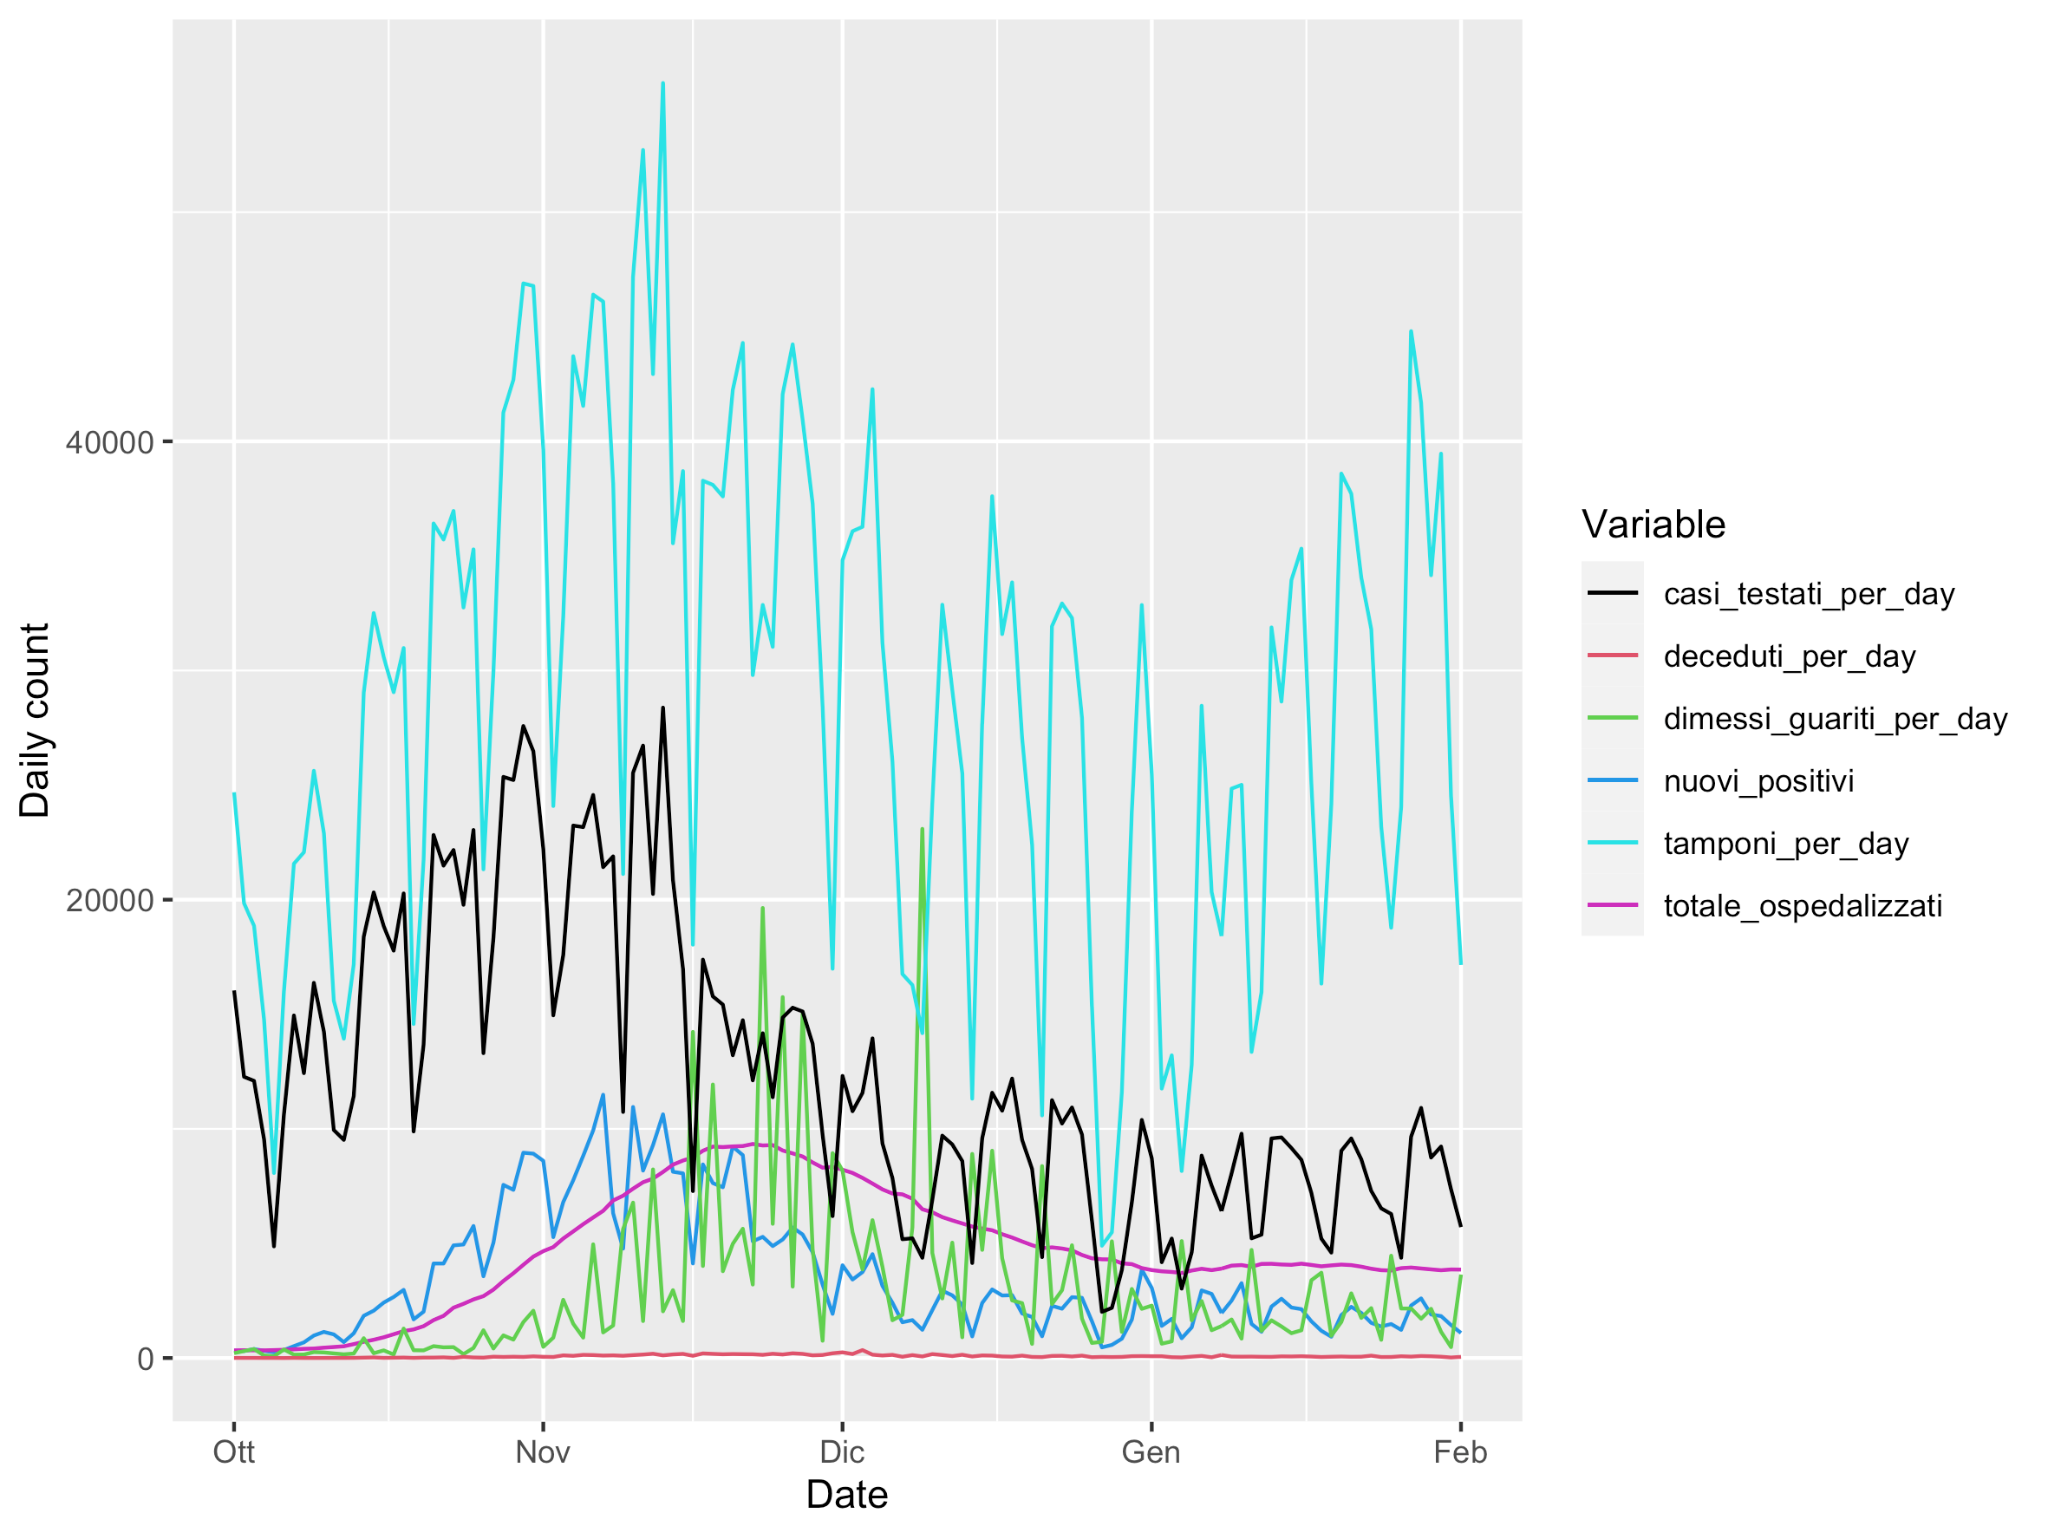 Daily count
40000
20000
0
Ott Nov Dic Gen Feb
Date
Variable
casi_testati_per_day
deceduti_per_day
dimessi_guariti_per_day
nuovi_positivi
tamponi_per_day
totale_ospedalizzati